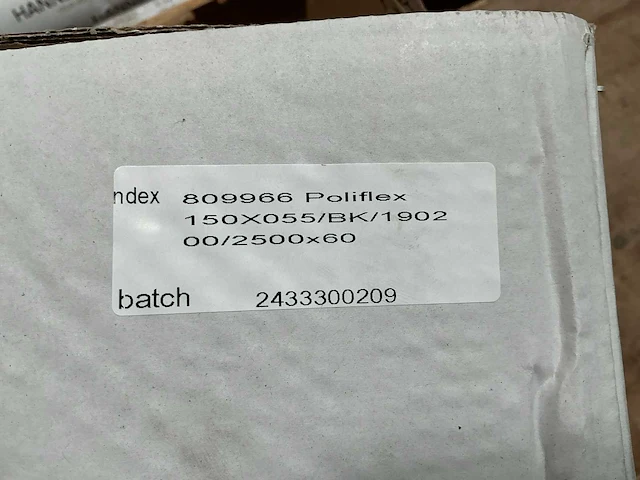 ndex 809966 Poliflex
150X055/BK/1902
00/2500x60
batch 2433300209